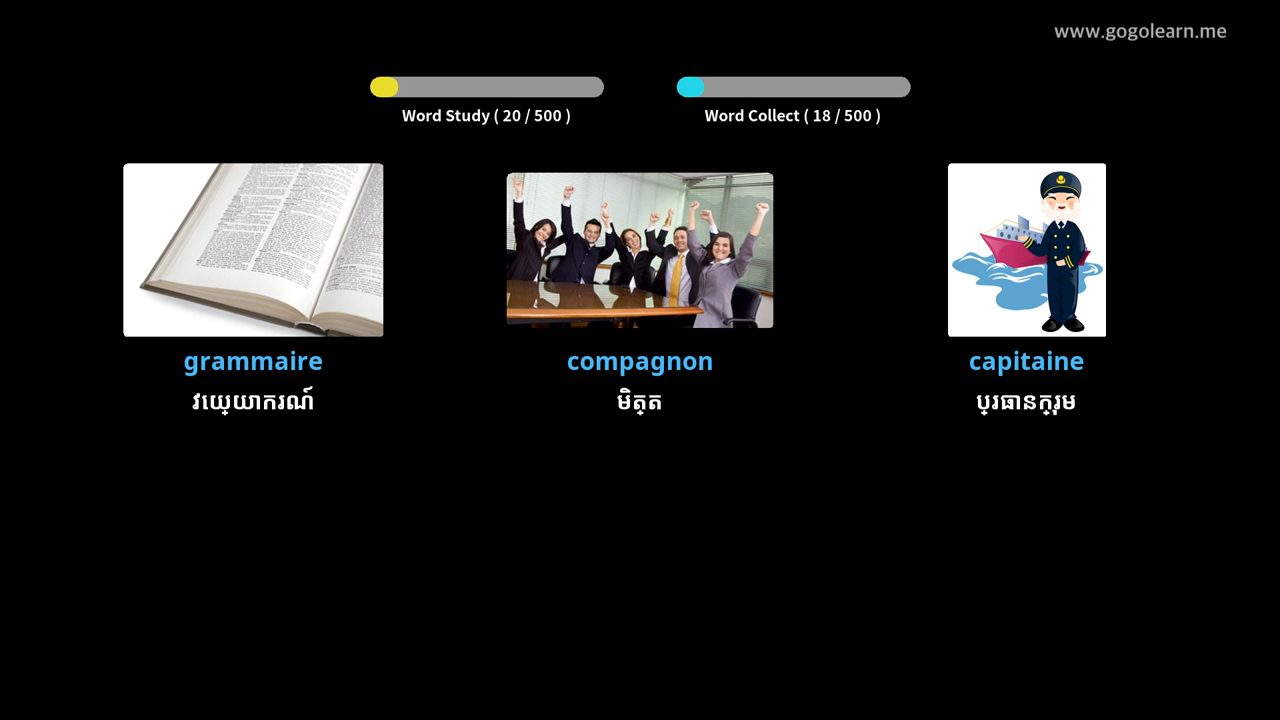 www.gogolearn.me
Word Study ( 20 / 500 )
Word Collect ( 18 / 500 )
grammaire
compagnon
capitaine
វេយ្យាករណ៍
មិត្ត
ប្រធានក្រុម